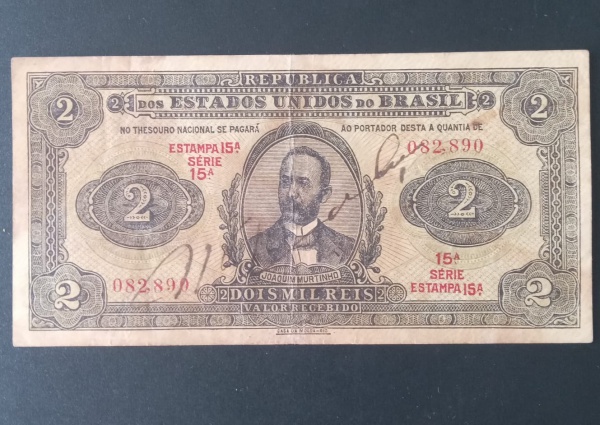 REPUBLICA
2 2 DOS ESTADOS UNIDOS DO BRASIL 2 2
NO THESOURO NACIONAL SE PAGARÁ AO PORTADOR DESTA A QUANTIA DE
ESTAMPA 15ª 082,890
SÉRIE
15ª
2 2
082,890 15ª
SÉRIE
ESTAMPA 15ª
JOAQUIM MURTINHO
2 2 DOIS MIL REIS 2 2
VALOR RECEBIDO